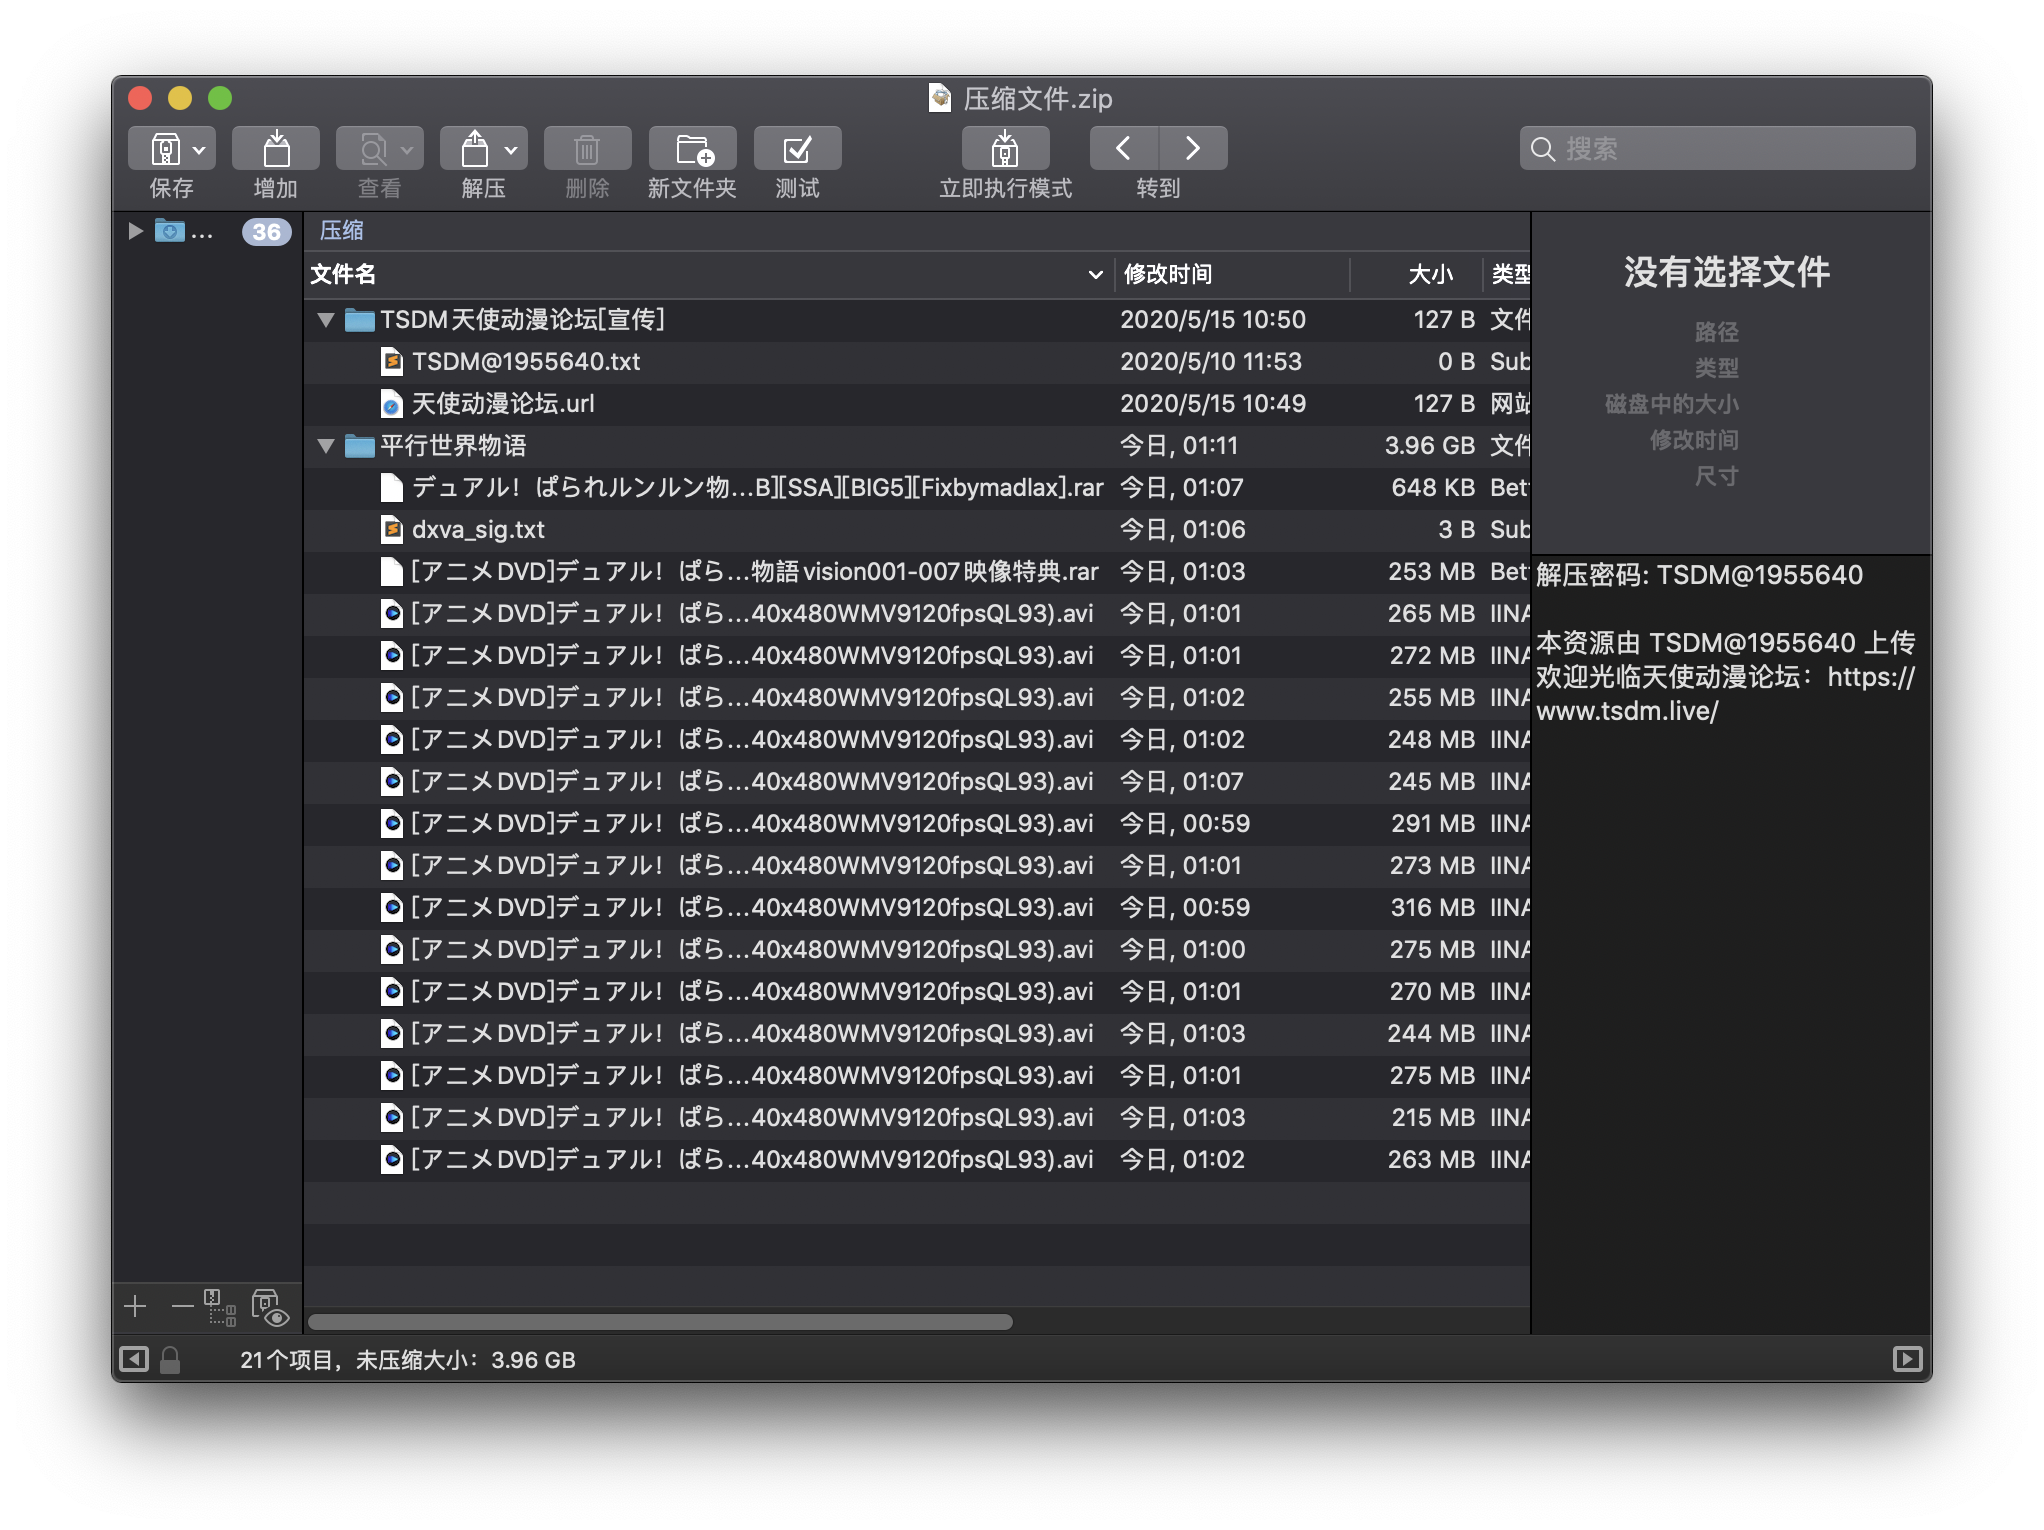 压缩文件.zip
保存
增加
查看
解压
删除
新文件夹
测试
立即执行模式
转到
搜索
... 36
压缩
文件名 修改时间 大小 类型
TSDM天使动漫论坛[宣传] 2020/5/15 10:50 127 B 文件
TSDM@1955640.txt 2020/5/10 11:53 0 B Sub
天使动漫论坛.url 2020/5/15 10:49 127 B 网站
平行世界物语 今日, 01:11 3.96 GB 文件
デュアル！ぱられルンルン物…B][SSA][BIG5][Fixbymadlax].rar 今日, 01:07 648 KB Bet
dxva_sig.txt 今日, 01:06 3 B Sub
[アニメDVD]デュアル！ぱら…物語vision001-007映像特典.rar 今日, 01:03 253 MB Bet
[アニメDVD]デュアル！ぱら…40x480WMV9120fpsQL93).avi 今日, 01:01 265 MB IINA
[アニメDVD]デュアル！ぱら…40x480WMV9120fpsQL93).avi 今日, 01:01 272 MB IINA
[アニメDVD]デュアル！ぱら…40x480WMV9120fpsQL93).avi 今日, 01:02 255 MB IINA
[アニメDVD]デュアル！ぱら…40x480WMV9120fpsQL93).avi 今日, 01:02 248 MB IINA
[アニメDVD]デュアル！ぱら…40x480WMV9120fpsQL93).avi 今日, 01:07 245 MB IINA
[アニメDVD]デュアル！ぱら…40x480WMV9120fpsQL93).avi 今日, 00:59 291 MB IINA
[アニメDVD]デュアル！ぱら…40x480WMV9120fpsQL93).avi 今日, 01:01 273 MB IINA
[アニメDVD]デュアル！ぱら…40x480WMV9120fpsQL93).avi 今日, 00:59 316 MB IINA
[アニメDVD]デュアル！ぱら…40x480WMV9120fpsQL93).avi 今日, 01:00 275 MB IINA
[アニメDVD]デュアル！ぱら…40x480WMV9120fpsQL93).avi 今日, 01:01 270 MB IINA
[アニメDVD]デュアル！ぱら…40x480WMV9120fpsQL93).avi 今日, 01:03 244 MB IINA
[アニメDVD]デュアル！ぱら…40x480WMV9120fpsQL93).avi 今日, 01:01 275 MB IINA
[アニメDVD]デュアル！ぱら…40x480WMV9120fpsQL93).avi 今日, 01:03 215 MB IINA
[アニメDVD]デュアル！ぱら…40x480WMV9120fpsQL93).avi 今日, 01:02 263 MB IINA
没有选择文件
路径
类型
磁盘中的大小
修改时间
尺寸
解压密码: TSDM@1955640
本资源由 TSDM@1955640 上传
欢迎光临天使动漫论坛：https://
www.tsdm.live/
21个项目，未压缩大小：3.96 GB